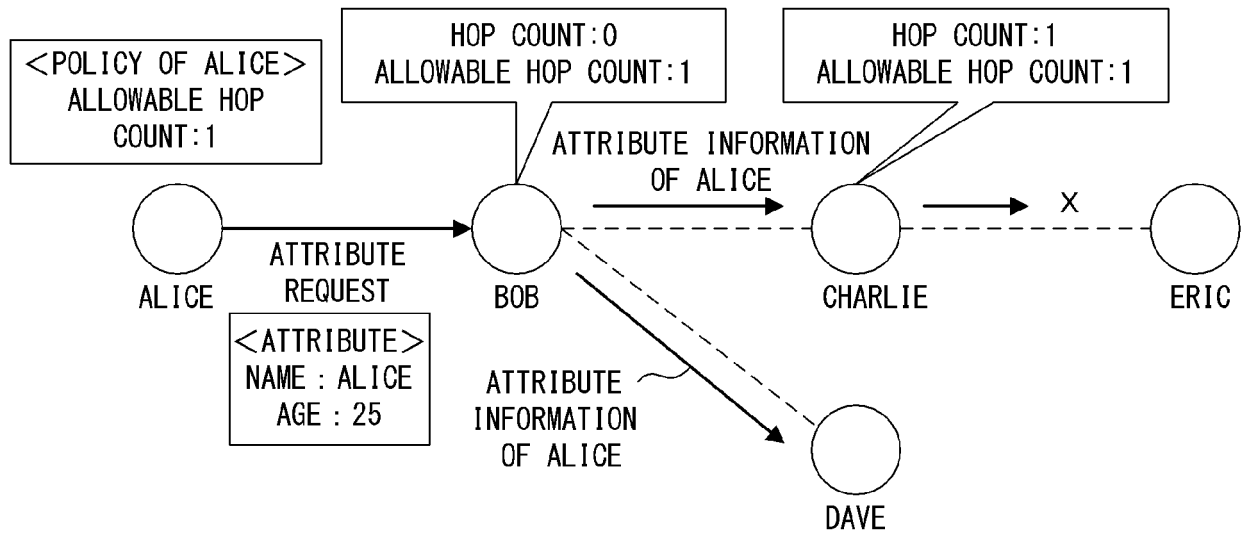 <POLICY OF ALICE>
ALLOWABLE HOP
COUNT:1
HOP COUNT:0
ALLOWABLE HOP COUNT:1
HOP COUNT:1
ALLOWABLE HOP COUNT:1
ATTRIBUTE INFORMATION
OF ALICE
X
ALICE
ATTRIBUTE
REQUEST
BOB
CHARLIE
ERIC
<ATTRIBUTE>
NAME : ALICE
AGE : 25
ATTRIBUTE
INFORMATION
OF ALICE
DAVE